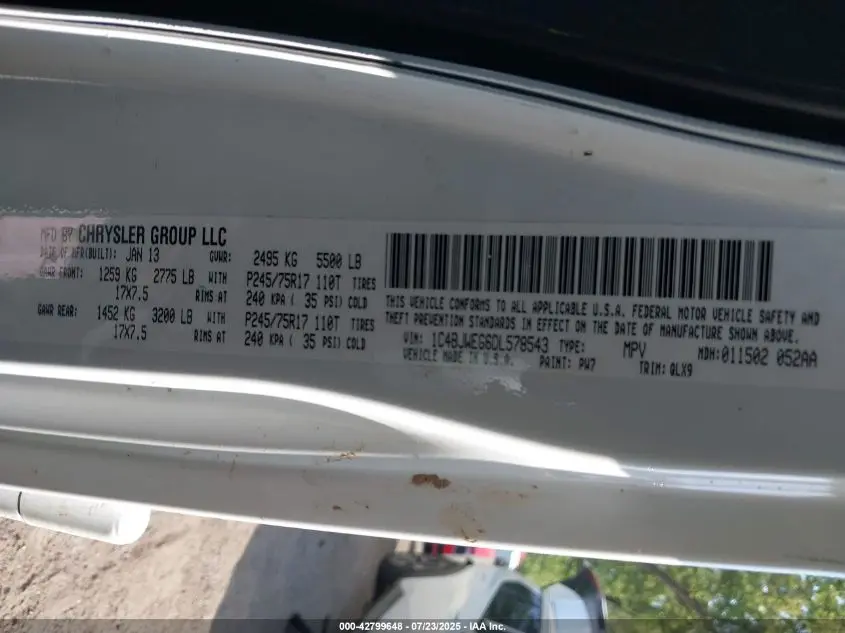 MFD BY CHRYSLER GROUP LLC
DATE OF MFR(BUILT): JAN 13 GVWR: 2495 KG 5500 LB
GAWR FRONT: 1259 KG 2775 LB WITH P245/75R17 110T TIRES
17X7.5 RIMS AT 240 KPA ( 35 PSI) COLD
GAWR REAR: 1452 KG 3200 LB WITH P245/75R17 110T TIRES
17X7.5 RIMS AT 240 KPA ( 35 PSI) COLD
THIS VEHICLE CONFORMS TO ALL APPLICABLE U.S.A. FEDERAL MOTOR VEHICLE SAFETY AND
THEFT PREVENTION STANDARDS IN EFFECT ON THE DATE OF MANUFACTURE SHOWN ABOVE.
VIN: 1C4BJWEG6DL578543 TYPE: MPV MDH: 011502 052AA
VEHICLE MADE IN U.S.A. PAINT: PW7 TRIM: QLX9
000-42799648 - 07/23/2025 - IAA Inc.